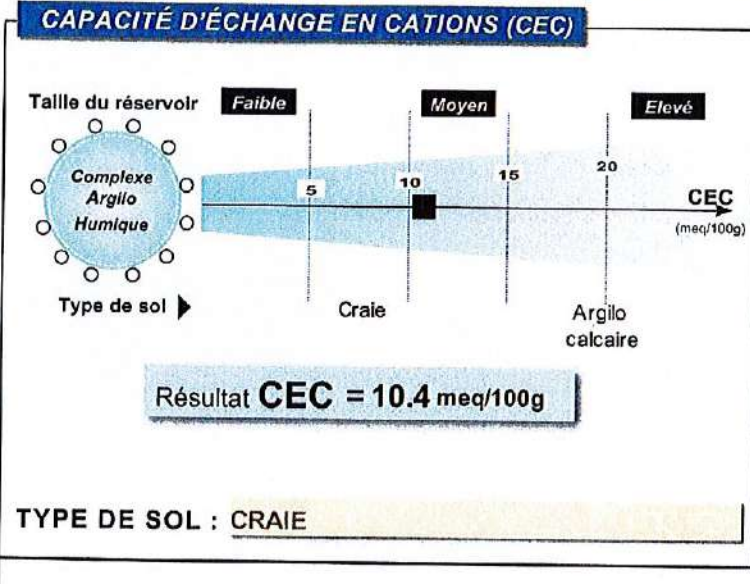 CAPACITÉ D'ÉCHANGE EN CATIONS (CEC)
Taille du réservoir
Faible
Moyen
Elevé
Complexe
Argilo
Humique
5
10
15
20
CEC
(meq/100g)
Type de sol
Craie
Argilo
calcaire
Résultat CEC = 10.4 meq/100g
TYPE DE SOL : CRAIE